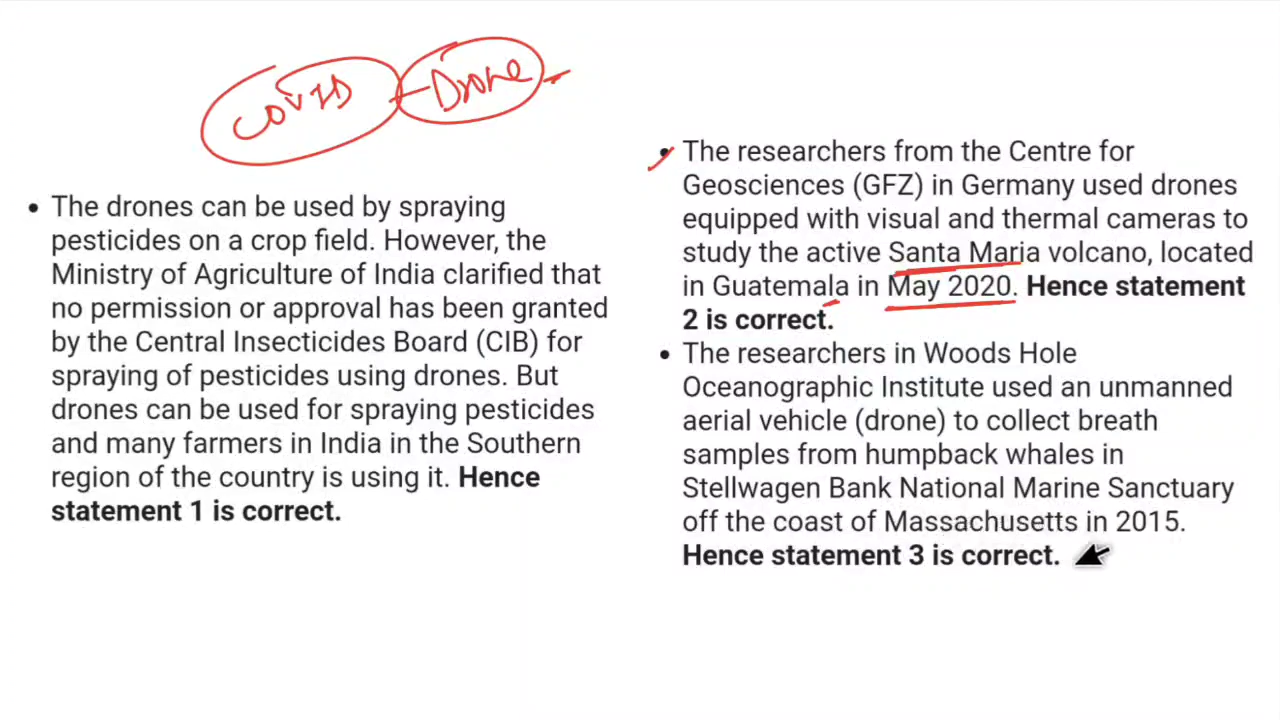 COVID - Drone -
• The drones can be used by spraying
pesticides on a crop field. However, the
Ministry of Agriculture of India clarified that
no permission or approval has been granted
by the Central Insecticides Board (CIB) for
spraying of pesticides using drones. But
drones can be used for spraying pesticides
and many farmers in India in the Southern
region of the country is using it. Hence
statement 1 is correct.
• The researchers from the Centre for
Geosciences (GFZ) in Germany used drones
equipped with visual and thermal cameras to
study the active Santa Maria volcano, located
in Guatemala in May 2020. Hence statement
2 is correct.
• The researchers in Woods Hole
Oceanographic Institute used an unmanned
aerial vehicle (drone) to collect breath
samples from humpback whales in
Stellwagen Bank National Marine Sanctuary
off the coast of Massachusetts in 2015.
Hence statement 3 is correct.